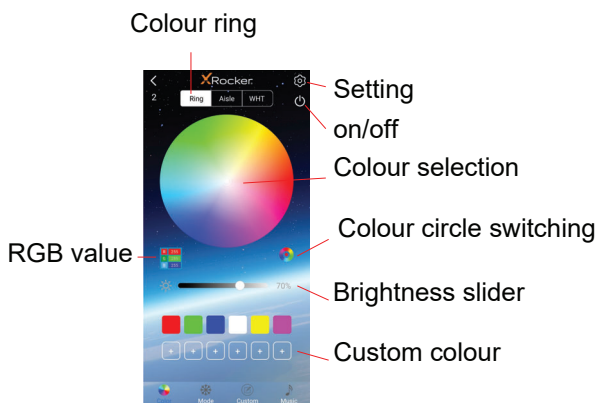 Colour ring
XRocker
Setting
2
Ring Aisle WHT
on/off
Colour selection
Colour circle switching
RGB value
70%
Brightness slider
Custom colour
+ + + + + +
Color Mode Custom Music